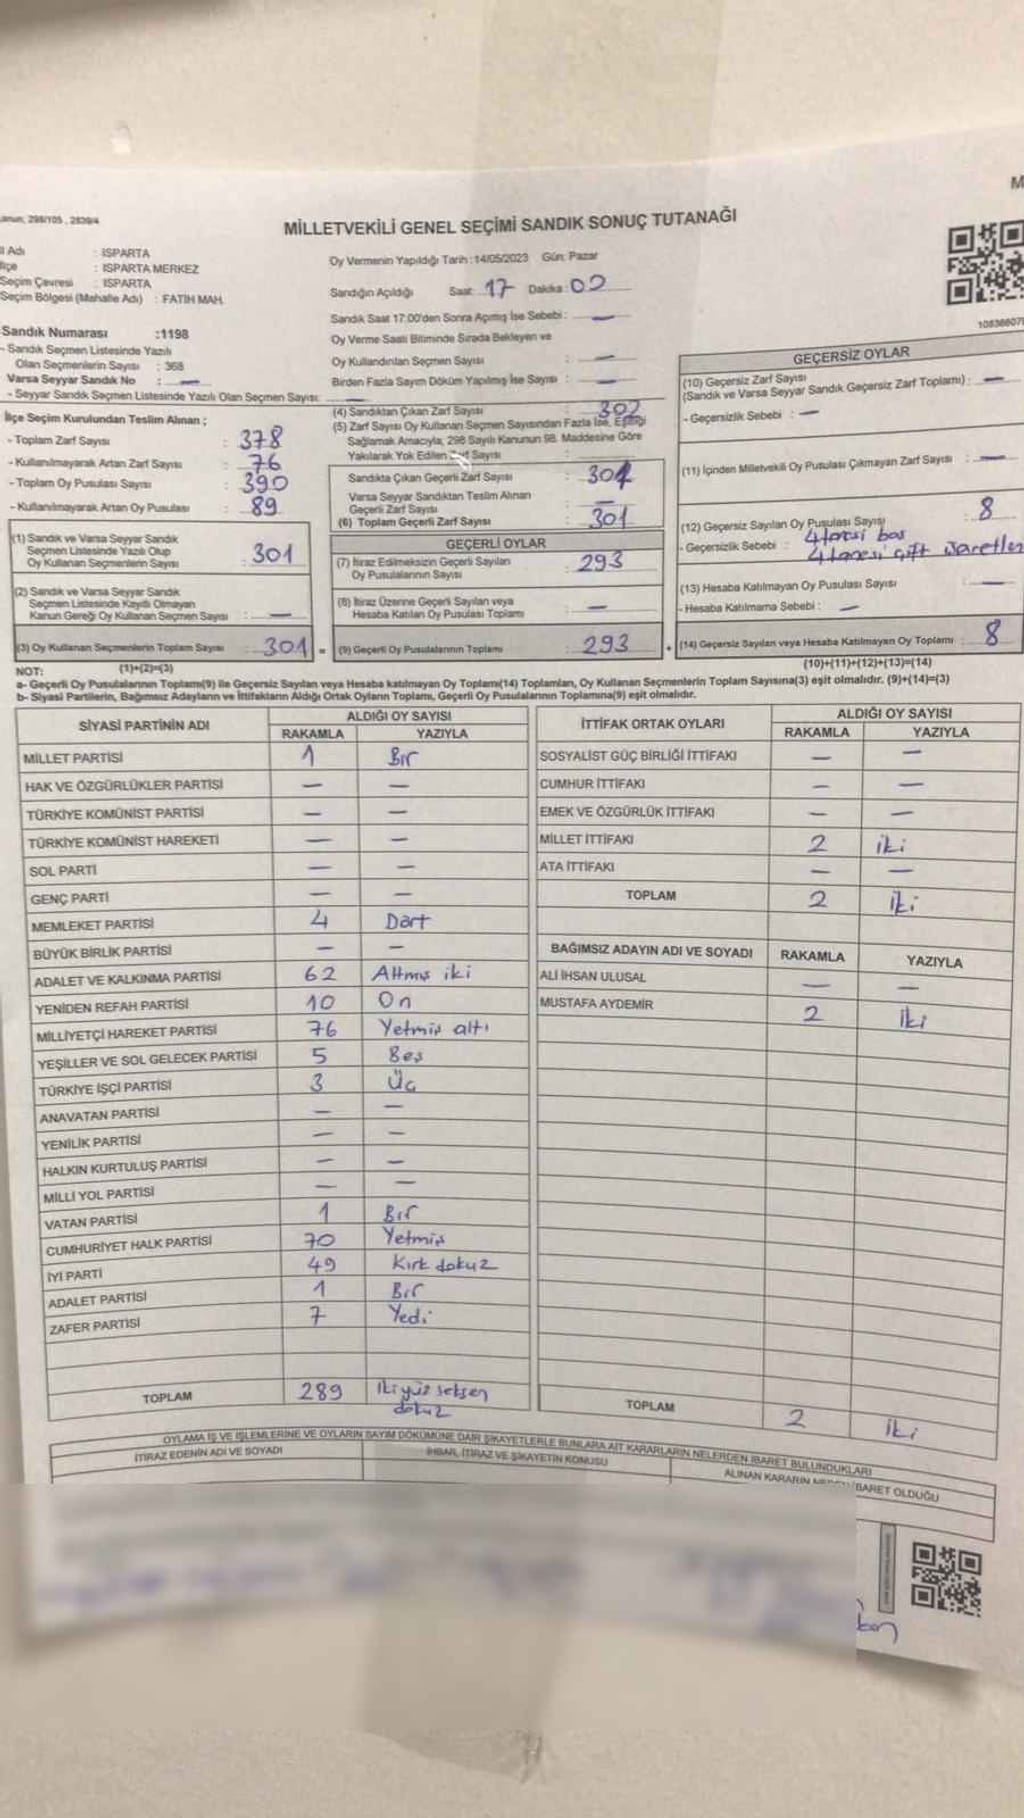 MİLLETVEKİLİ GENEL SEÇİMİ SANDIK SONUÇ TUTANAĞI
: ISPARTA
: ISPARTA MERKEZ
Seçim Çevresi : ISPARTA
Seçim Bölgesi (Mahalle Adı) : FATİH MAH.
Sandık Numarası :1198
- Sandık Seçmen Listesinde Yazılı
Olan Seçmenlerin Sayısı : 368
Varsa Seyyar Sandık No : —
- Seyyar Sandık Seçmen Listesinde Yazılı Olan Seçmen Sayısı: —
İlçe Seçim Kurulundan Teslim Alınan ;
- Toplam Zarf Sayısı : 378
- Kullanılmayarak Artan Zarf Sayısı : 76
- Toplam Oy Pusulası Sayısı : 390
- Kullanılmayarak Artan Oy Pusulası : 89
(1) Sandık ve Varsa Seyyar Sandık
Seçmen Listesinde Yazılı Olup
Oy Kullanan Seçmenlerin Sayısı : 301
(2) Sandık ve Varsa Seyyar Sandık
Seçmen Listesinde Kayıtlı Olmayan
Kanun Gereği Oy Kullanan Seçmen Sayısı : —
(3) Oy Kullanan Seçmenlerin Toplam Sayısı : 301 =
(1)+(2)=(3)
Oy Vermenin Yapıldığı Tarih : 14/05/2023 Gün: Pazar
Sandığın Açıldığı Saat: 17 Dakika: 00
Sandık Saat 17:00'den Sonra Açılmış İse Sebebi : —
Oy Verme Saati Bitiminde Sırada Bekleyen ve
Oy Kullandırılan Seçmen Sayısı : —
Birden Fazla Sayım Döküm Yapılmış İse Sayısı : —
(4) Sandıktan Çıkan Zarf Sayısı : 302
(5) Zarf Sayısı Oy Kullanan Seçmen Sayısından Fazla İse, Eşitliği
Sağlamak Amacıyla, 298 Sayılı Kanunun 98. Maddesine Göre
Yakılarak Yok Edilen Zarf Sayısı :
Sandıkta Çıkan Geçerli Zarf Sayısı : 301
Varsa Seyyar Sandıktan Teslim Alınan
Geçerli Zarf Sayısı : —
(6) Toplam Geçerli Zarf Sayısı : 301
GEÇERLİ OYLAR
(7) İtiraz Edilmeksizin Geçerli Sayılan
Oy Pusulalarının Sayısı : 293
(8) İtiraz Üzerine Geçerli Sayılan veya
Hesaba Katılan Oy Pusulası Toplamı : —
(9) Geçerli Oy Pusulalarının Toplamı : 293 +
GEÇERSİZ OYLAR
(10) Geçersiz Zarf Sayısı
(Sandık ve Varsa Seyyar Sandık Geçersiz Zarf Toplamı) : —
- Geçersizlik Sebebi : —
(11) İçinden Milletvekili Oy Pusulası Çıkmayan Zarf Sayısı : —
(12) Geçersiz Sayılan Oy Pusulası Sayısı : 8
- Geçersizlik Sebebi : 4 tanesi boş
4 tanesi çift
(13) Hesaba Katılmayan Oy Pusulası Sayısı : —
- Hesaba Katılmama Sebebi : —
(14) Geçersiz Sayılan veya Hesaba Katılmayan Oy Toplamı : 8
(10)+(11)+(12)+(13)=(14)
NOT:
a- Geçerli Oy Pusulalarının Toplamı(9) ile Geçersiz Sayılan veya Hesaba katılmayan Oy Toplamı(14) Toplamları, Oy Kullanan Seçmenlerin Toplam Sayısına(3) eşit olmalıdır. (9)+(14)=(3)
b- Siyasi Partilerin, Bağımsız Adayların ve İttifakların Aldığı Ortak Oyların Toplamı, Geçerli Oy Pusulalarının Toplamına(9) eşit olmalıdır.
SİYASİ PARTİNİN ADI ALDIĞI OY SAYISI
RAKAMLA YAZIYLA
MİLLET PARTİSİ 1 Bir
HAK VE ÖZGÜRLÜKLER PARTİSİ — —
TÜRKİYE KOMÜNİST PARTİSİ — —
TÜRKİYE KOMÜNİST HAREKETİ — —
SOL PARTİ — —
GENÇ PARTİ — —
MEMLEKET PARTİSİ 4 Dört
BÜYÜK BİRLİK PARTİSİ — —
ADALET VE KALKINMA PARTİSİ 62 Altmış iki
YENİDEN REFAH PARTİSİ 10 On
MİLLİYETÇİ HAREKET PARTİSİ 76 Yetmiş altı
YEŞİLLER VE SOL GELECEK PARTİSİ 5 Beş
TÜRKİYE İŞÇİ PARTİSİ 3 Üç
ANAVATAN PARTİSİ — —
YENİLİK PARTİSİ — —
HALKIN KURTULUŞ PARTİSİ — —
MİLLİ YOL PARTİSİ — —
VATAN PARTİSİ 1 Bir
CUMHURİYET HALK PARTİSİ 70 Yetmiş
İYİ PARTİ 49 Kırk dokuz
ADALET PARTİSİ 1 Bir
ZAFER PARTİSİ 7 Yedi
TOPLAM 289 İkiyüz seksen
dokuz
İTTİFAK ORTAK OYLARI ALDIĞI OY SAYISI
RAKAMLA YAZIYLA
SOSYALİST GÜÇ BİRLİĞİ İTTİFAKI — —
CUMHUR İTTİFAKI — —
EMEK VE ÖZGÜRLÜK İTTİFAKI — —
MİLLET İTTİFAKI 2 iki
ATA İTTİFAKI — —
TOPLAM 2 iki
BAĞIMSIZ ADAYIN ADI VE SOYADI RAKAMLA YAZIYLA
ALİ İHSAN ULUSAL — —
MUSTAFA AYDEMİR 2 iki
TOPLAM 2 iki
OYLAMA İŞ VE İŞLEMLERİNE VE OYLARIN SAYIM DÖKÜMÜNE DAİR ŞİKAYETLERLE BUNLARA AİT KARARLARIN NELERDEN İBARET BULUNDUKLARI
İTİRAZ EDENİN ADI VE SOYADI İHBAR, İTİRAZ VE ŞİKAYETİN KONUSU ALINAN KARARIN İBARET OLDUĞU